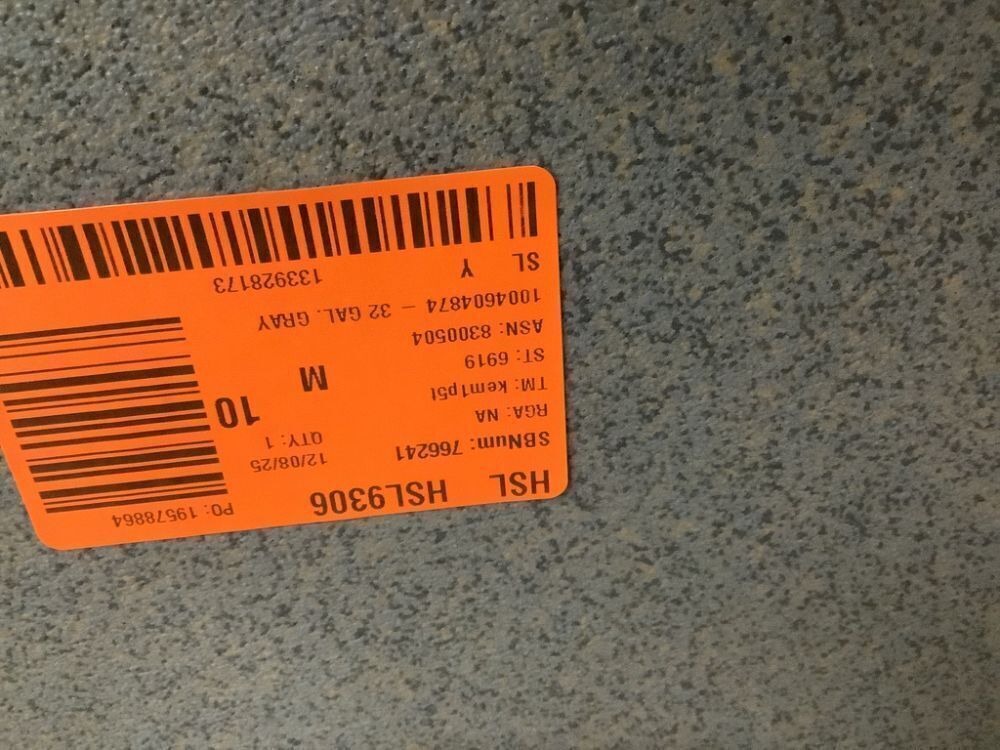 HSL HSL9306
PO: 19578864
SBNum: 766241
12/08/25
RGA: NA
QTY: 1
10
TM: kem1p5t
M
ST: 6919
ASN: 8300504
1004604874 - 32 GAL. GRAY
SL Y
133928173